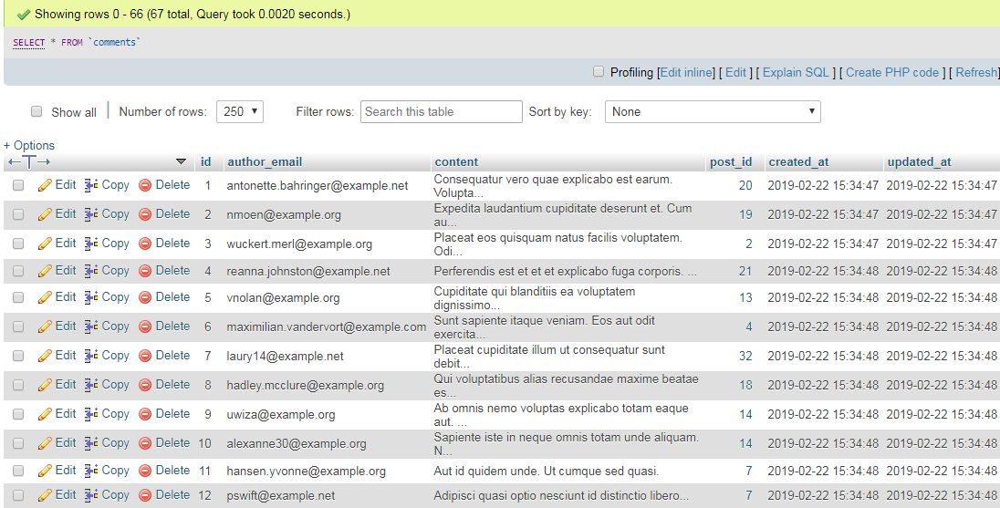 Showing rows 0 - 66 (67 total, Query took 0.0020 seconds.)
SELECT * FROM `comments`
Profiling [Edit inline] [ Edit ] [ Explain SQL ] [ Create PHP code ] [ Refresh]
Show all | Number of rows: 250 Filter rows: Search this table Sort by key: None
+ Options
id author_email content post_id created_at updated_at
Edit Copy Delete 1 antonette.bahringer@example.net Consequatur vero quae explicabo est earum. Volupta... 20 2019-02-22 15:34:47 2019-02-22 15:34:47
Edit Copy Delete 2 nmoen@example.org Expedita laudantium cupiditate deserunt et. Cum au... 19 2019-02-22 15:34:47 2019-02-22 15:34:47
Edit Copy Delete 3 wuckert.merl@example.org Placeat eos quisquam natus facilis voluptatem. Odi... 2 2019-02-22 15:34:47 2019-02-22 15:34:47
Edit Copy Delete 4 reanna.johnston@example.net Perferendis est et et et explicabo fuga corporis. ... 21 2019-02-22 15:34:48 2019-02-22 15:34:48
Edit Copy Delete 5 vnolan@example.org Cupiditate qui blanditiis ea voluptatem dignissimo... 13 2019-02-22 15:34:48 2019-02-22 15:34:48
Edit Copy Delete 6 maximilian.vandervort@example.com Sunt sapiente itaque veniam. Eos aut odit exercita... 4 2019-02-22 15:34:48 2019-02-22 15:34:48
Edit Copy Delete 7 laury14@example.net Placeat cupiditate illum ut consequatur sunt debit... 32 2019-02-22 15:34:48 2019-02-22 15:34:48
Edit Copy Delete 8 hadley.mcclure@example.org Qui voluptatibus alias recusandae maxime beatae es... 18 2019-02-22 15:34:48 2019-02-22 15:34:48
Edit Copy Delete 9 uwiza@example.org Ab omnis nemo voluptas explicabo totam eaque aut. ... 14 2019-02-22 15:34:48 2019-02-22 15:34:48
Edit Copy Delete 10 alexanne30@example.org Sapiente iste in neque omnis totam unde aliquam. N... 14 2019-02-22 15:34:48 2019-02-22 15:34:48
Edit Copy Delete 11 hansen.yvonne@example.org Aut id quidem unde. Ut cumque sed quasi. 7 2019-02-22 15:34:48 2019-02-22 15:34:48
Edit Copy Delete 12 pswift@example.net Adipisci quasi optio nesciunt id distinctio libero... 7 2019-02-22 15:34:48 2019-02-22 15:34:48